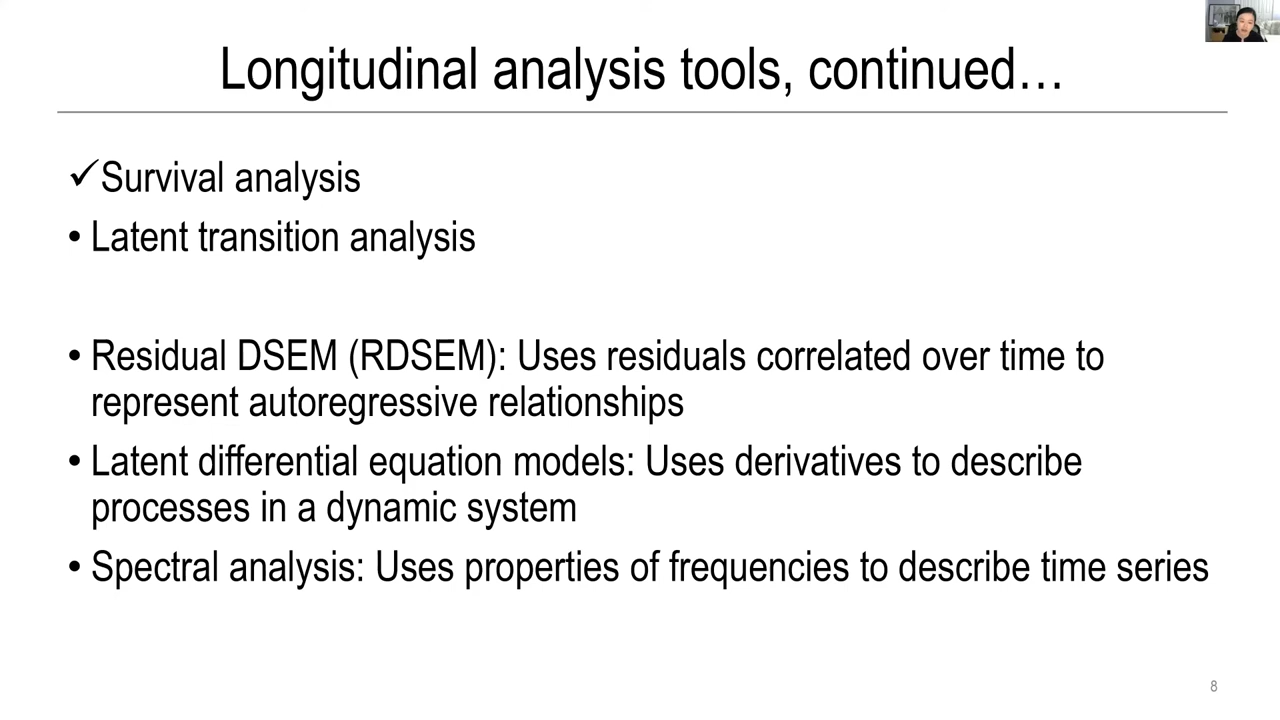 Longitudinal analysis tools, continued…
✓Survival analysis
• Latent transition analysis
• Residual DSEM (RDSEM): Uses residuals correlated over time to
represent autoregressive relationships
• Latent differential equation models: Uses derivatives to describe
processes in a dynamic system
• Spectral analysis: Uses properties of frequencies to describe time series
8